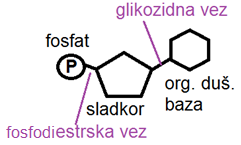 glikozidna vez
fosfat
P
org. duš.
baza
sladkor
fosfodiestrska vez